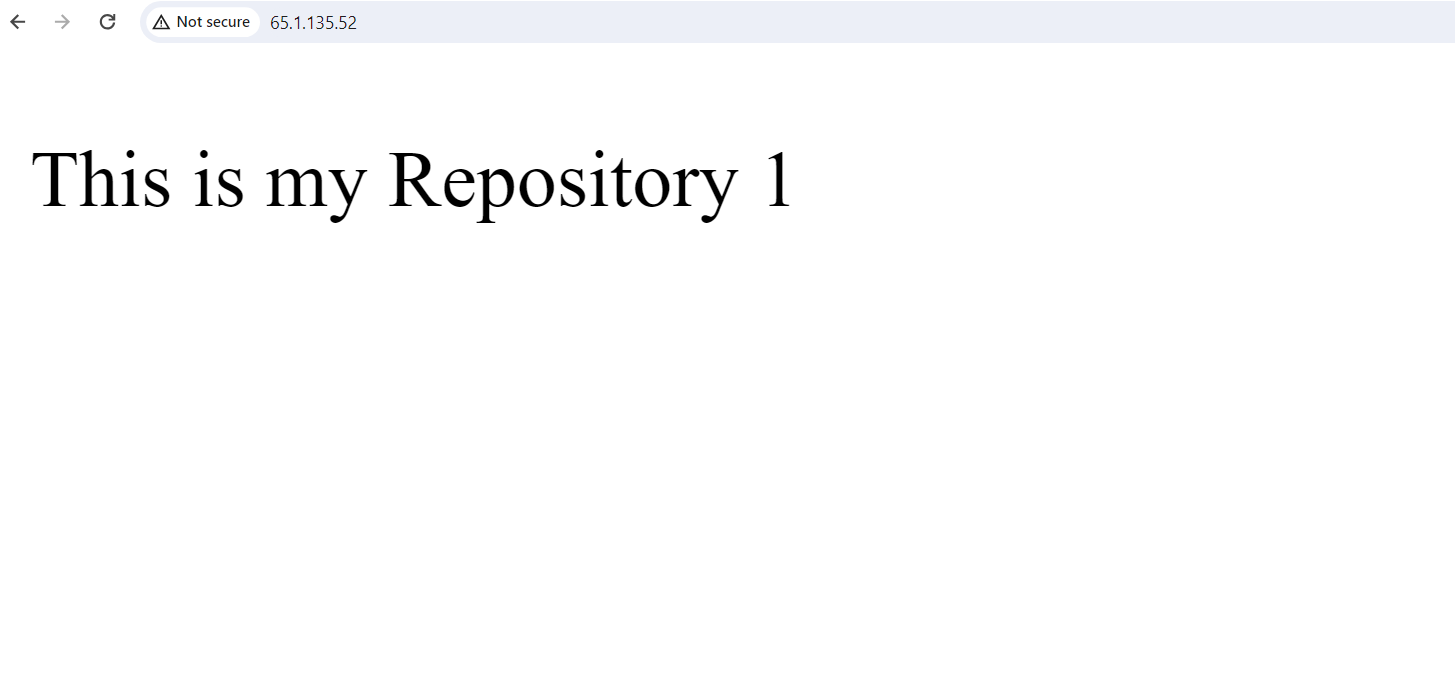 Not secure 65.1.135.52
This is my Repository 1